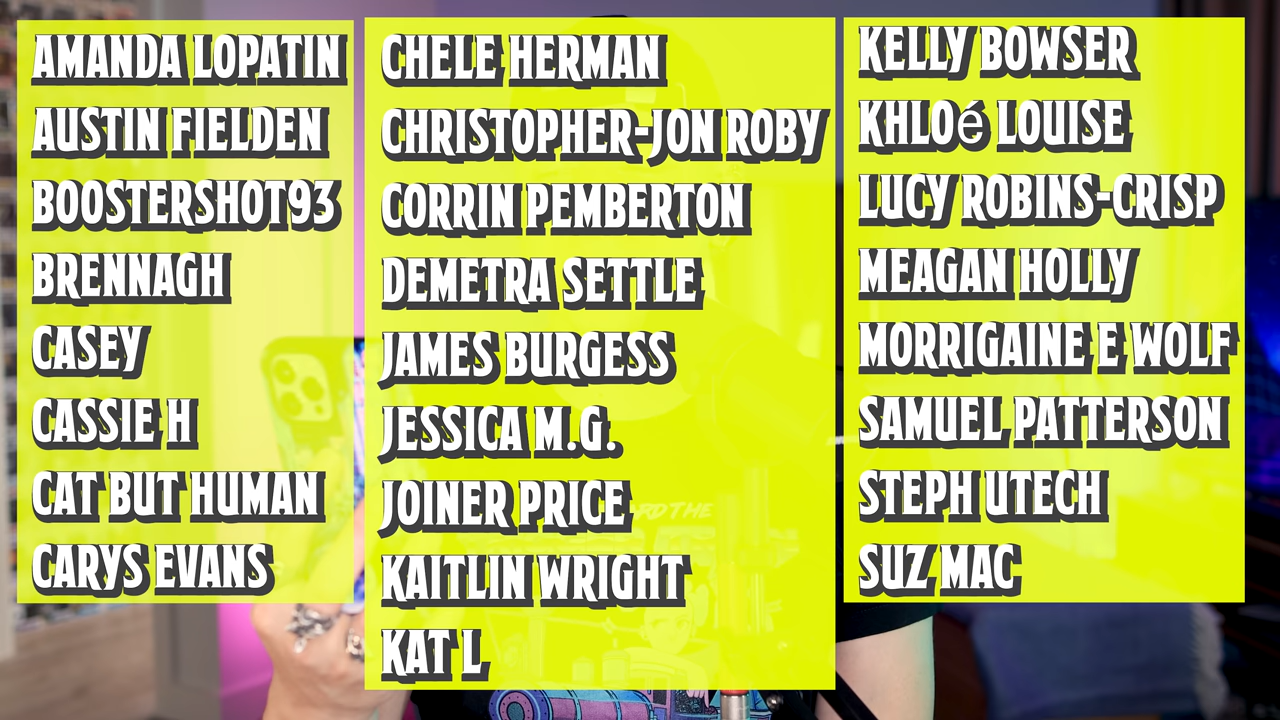 AMANDA LOPATIN
AUSTIN FIELDEN
BOOSTERSHOT93
BRENNAGH
CASEY
CASSIE H
CAT BUT HUMAN
CARYS EVANS
CHELE HERMAN
CHRISTOPHER-JON ROBY
CORRIN PEMBERTON
DEMETRA SETTLE
JAMES BURGESS
JESSICA M.G.
JOINER PRICE
KAITLIN WRIGHT
KAT L
KELLY BOWSER
KHLOé LOUISE
LUCY ROBINS-CRISP
MEAGAN HOLLY
MORRIGAINE E WOLF
SAMUEL PATTERSON
STEPH UTECH
SUZ MAC
THE